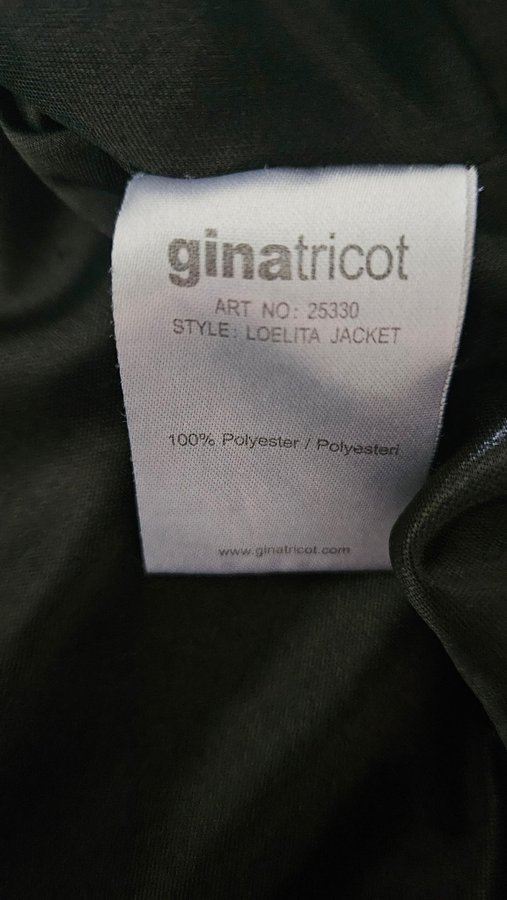 ginatricot
ART NO: 25330
STYLE: LOELITA JACKET
100% Polyester / Polyesteri
www.ginatricot.com